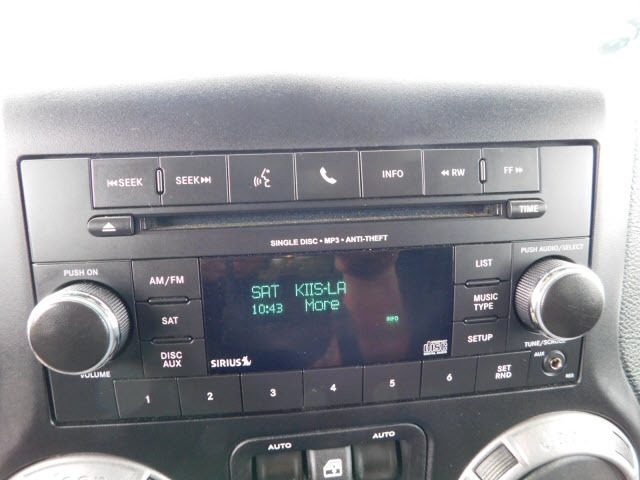 SEEK
SEEK
INFO
RW
FF
TIME
SINGLE DISC • MP3 • ANTI-THEFT
PUSH ON
VOLUME
AM/FM
SAT
DISC
AUX
SAT KIIS-LA
10:43 More
INFO
SIRIUS
LIST
MUSIC
TYPE
SETUP
PUSH AUDIO/SELECT
TUNE/SCROLL
AUX
1 2 3 4 5 6
SET
RND
AUTO
AUTO